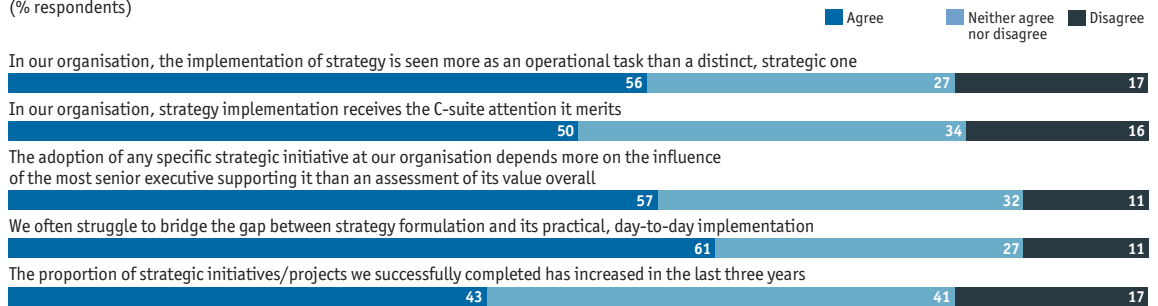 (% respondents)
Agree
Neither agree
nor disagree
Disagree
In our organisation, the implementation of strategy is seen more as an operational task than a distinct, strategic one
56 27 17
In our organisation, strategy implementation receives the C-suite attention it merits
50 34 16
The adoption of any specific strategic initiative at our organisation depends more on the influence
of the most senior executive supporting it than an assessment of its value overall
57 32 11
We often struggle to bridge the gap between strategy formulation and its practical, day-to-day implementation
61 27 11
The proportion of strategic initiatives/projects we successfully completed has increased in the last three years
43 41 17